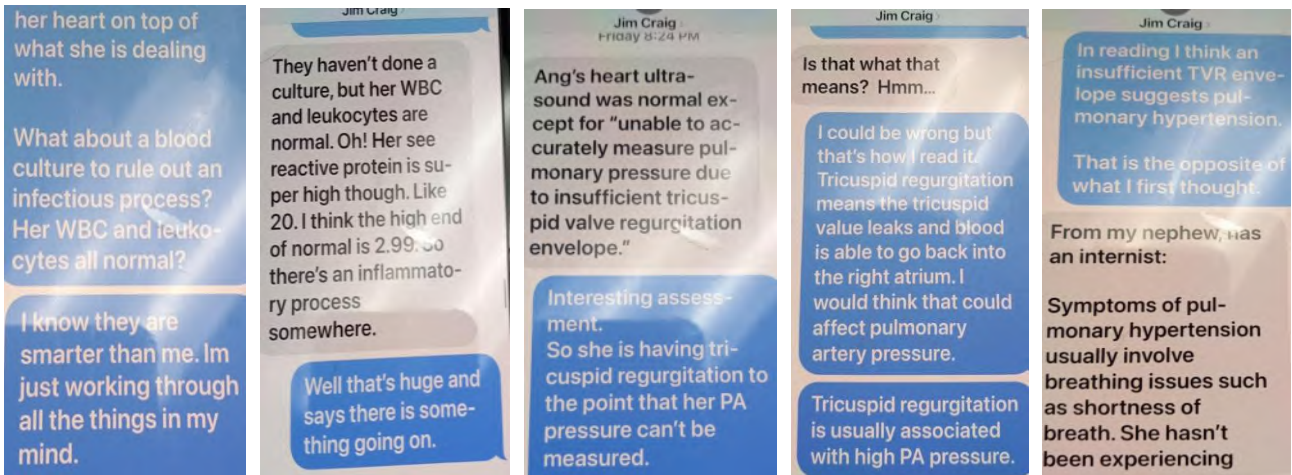 her heart on top of
what she is dealing
with.
What about a blood
culture to rule out an
infectious process?
Her WBC and leuko-
cytes all normal?
I know they are
smarter than me. Im
just working through
all the things in my
mind.
Jim Craig
They haven't done a
culture, but her WBC
and leukocytes are
normal. Oh! Her see
reactive protein is su-
per high though. Like
20. I think the high end
of normal is 2.99. So
there's an inflammato-
ry process
somewhere.
Well that's huge and
says there is some-
thing going on.
Jim Craig
Friday 8:24 PM
Ang's heart ultra-
sound was normal ex-
cept for "unable to ac-
curately measure pul-
monary pressure due
to insufficient tricus-
pid valve regurgitation
envelope."
Interesting assess-
ment.
So she is having tri-
cuspid regurgitation to
the point that her PA
pressure can't be
measured.
Jim Craig
Is that what that
means? Hmm...
I could be wrong but
that's how I read it.
Tricuspid regurgitation
means the tricuspid
value leaks and blood
is able to go back into
the right atrium. I
would think that could
affect pulmonary
artery pressure.
Tricuspid regurgitation
is usually associated
with high PA pressure.
Jim Craig
In reading I think an
insufficient TVR enve-
lope suggests pul-
monary hypertension.
That is the opposite of
what I first thought.
From my nephew, has
an internist:
Symptoms of pul-
monary hypertension
usually involve
breathing issues such
as shortness of
breath. She hasn't
been experiencing